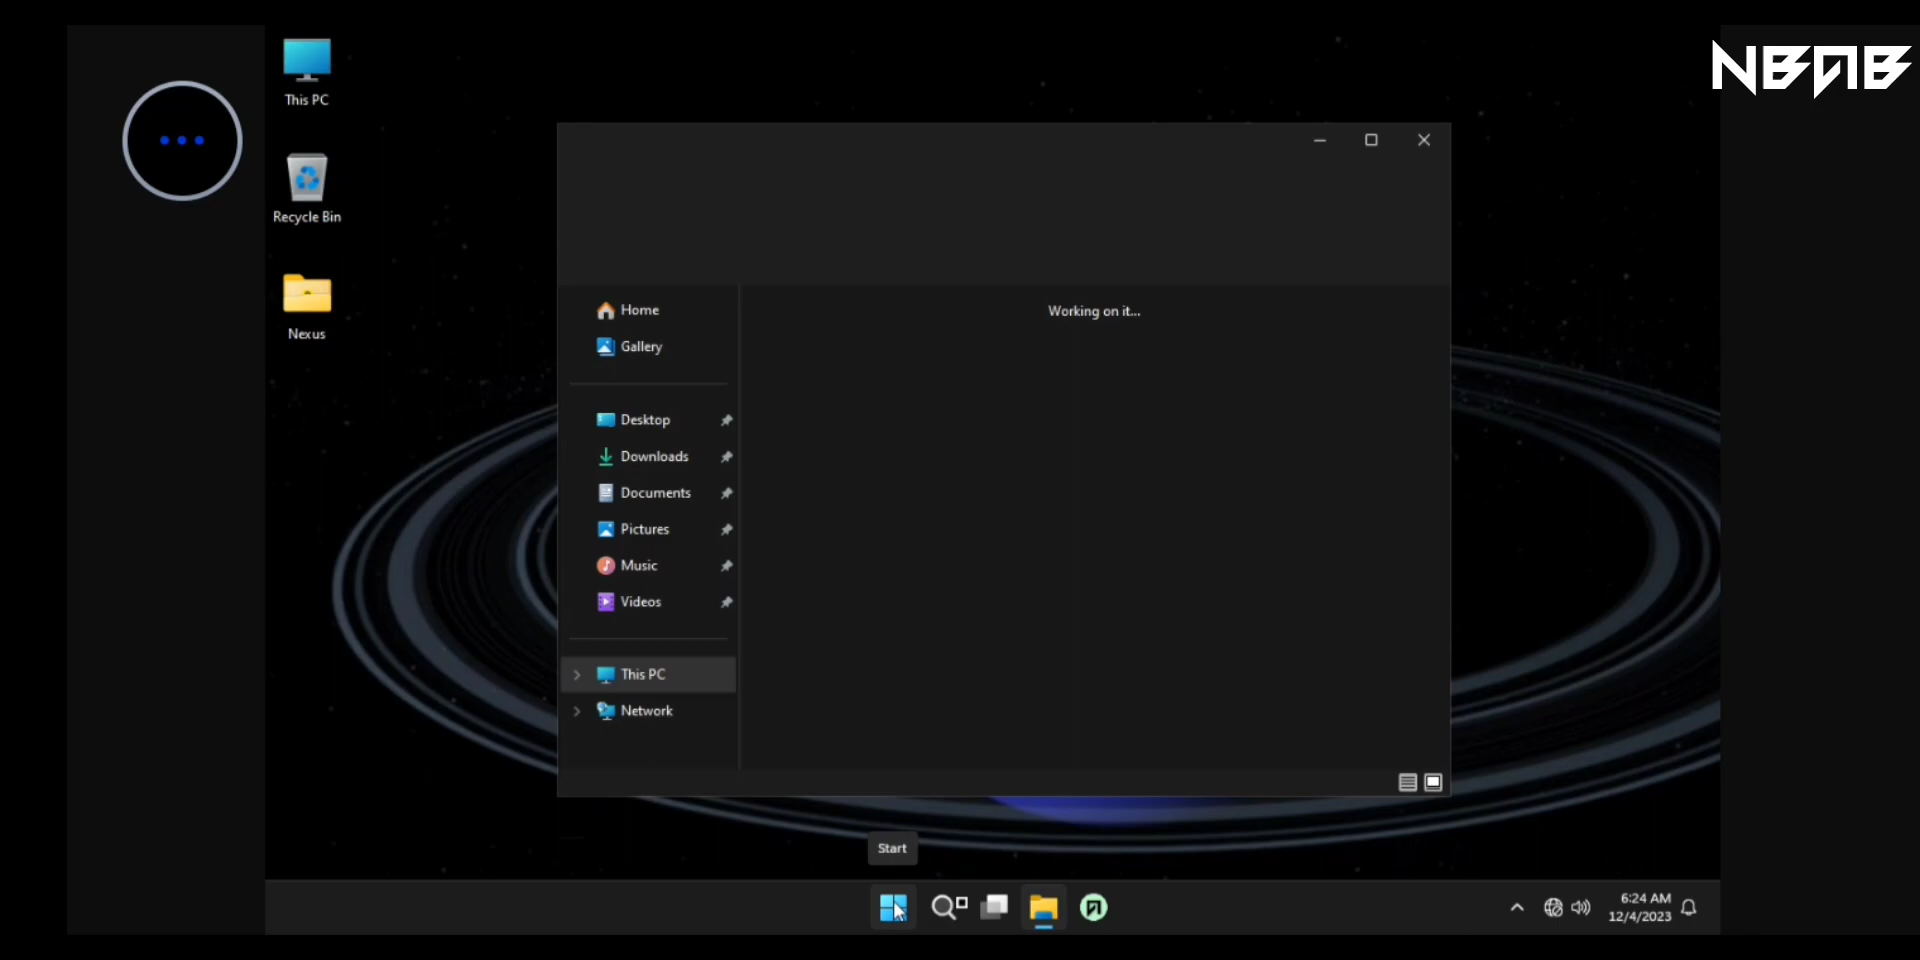 This PC
Recycle Bin
Nexus
NBAB
Home
Gallery
Desktop
Downloads
Documents
Pictures
Music
Videos
This PC
Network
Working on it...
Start
6:24 AM
12/4/2023